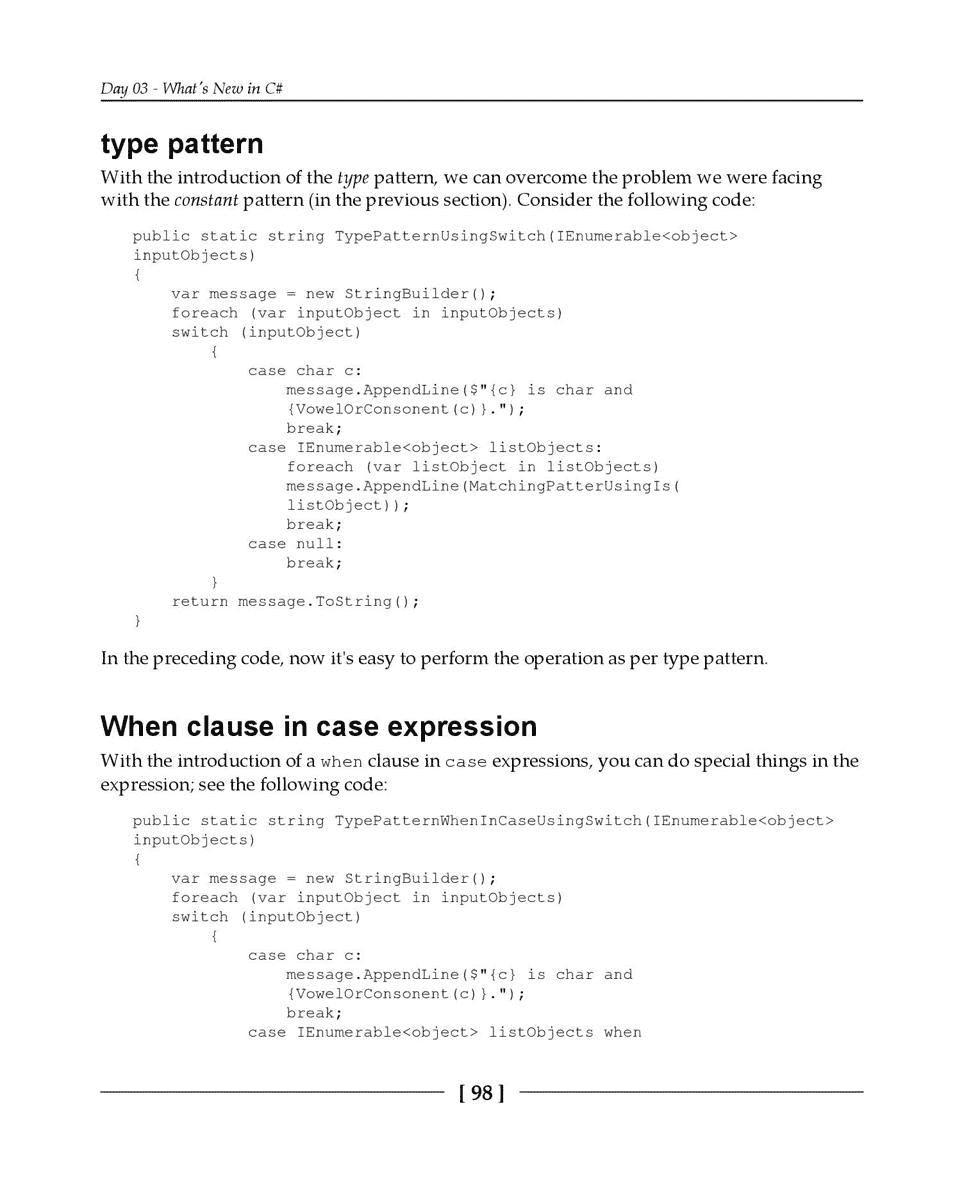 Day 03 - What's New in C#
type pattern
With the introduction of the type pattern, we can overcome the problem we were facing
with the constant pattern (in the previous section). Consider the following code:
public static string TypePatternUsingSwitch(IEnumerable<object>
inputObjects)
{
var message = new StringBuilder();
foreach (var inputObject in inputObjects)
switch (inputObject)
{
case char c:
message.AppendLine($"{c} is char and
{VowelOrConsonent(c)}.");
break;
case IEnumerable<object> listObjects:
foreach (var listObject in listObjects)
message.AppendLine(MatchingPatterUsingIs(
listObject));
break;
case null:
break;
}
return message.ToString();
}
In the preceding code, now it's easy to perform the operation as per type pattern.
When clause in case expression
With the introduction of a when clause in case expressions, you can do special things in the
expression; see the following code:
public static string TypePatternWhenInCaseUsingSwitch(IEnumerable<object>
inputObjects)
{
var message = new StringBuilder();
foreach (var inputObject in inputObjects)
switch (inputObject)
{
case char c:
message.AppendLine($"{c} is char and
{VowelOrConsonent(c)}.");
break;
case IEnumerable<object> listObjects when
[ 98 ]